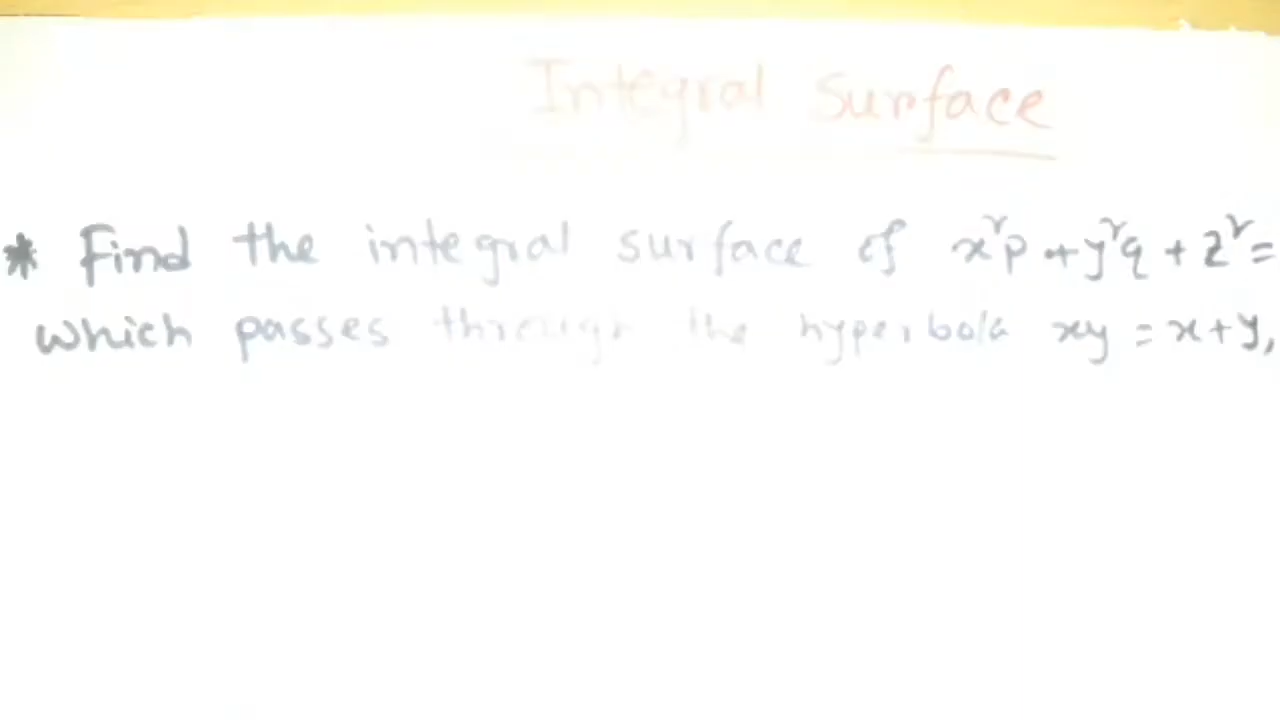 Integral Surface
* Find the integral surface of x²p + y²q + z² =
which passes through the hyperbola xy = x + y,